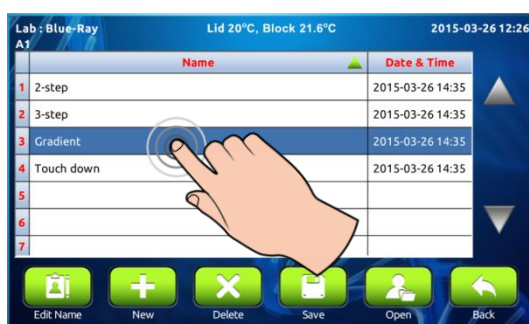 Lab : Blue-Ray Lid 20°C, Block 21.6°C 2015-03-26 12:26
A1
Name Date & Time
1 2-step 2015-03-26 14:35
2 3-step 2015-03-26 14:35
3 Gradient 2015-03-26 14:35
4 Touch down 2015-03-26 14:35
5
6
7
Edit Name New Delete Save Open Back